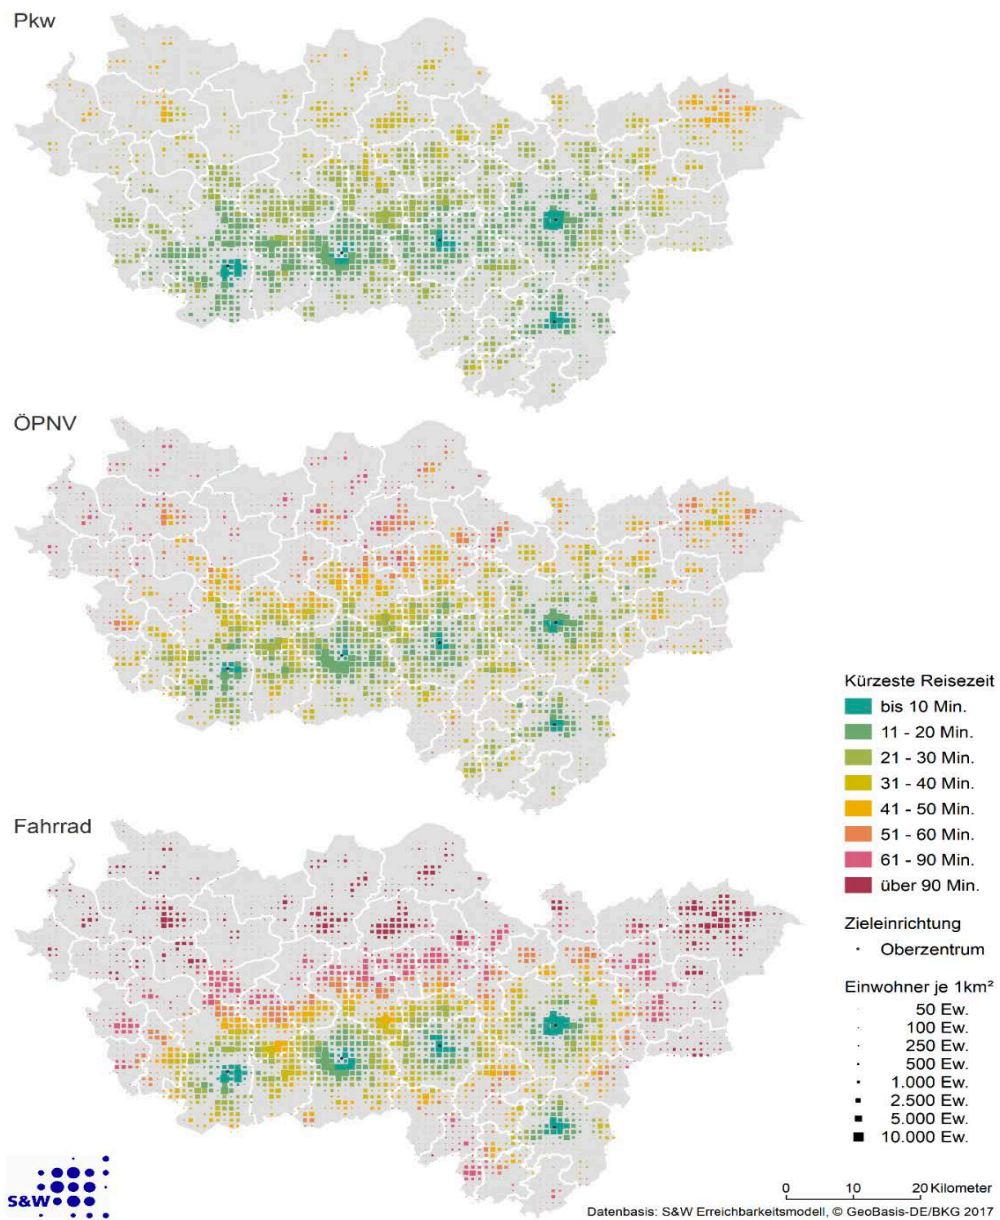 Pkw
ÖPNV
Fahrrad
Kürzeste Reisezeit
bis 10 Min.
11 - 20 Min.
21 - 30 Min.
31 - 40 Min.
41 - 50 Min.
51 - 60 Min.
61 - 90 Min.
über 90 Min.
Zieleinrichtung
Oberzentrum
Einwohner je 1km²
50 Ew.
100 Ew.
250 Ew.
500 Ew.
1.000 Ew.
2.500 Ew.
5.000 Ew.
10.000 Ew.
S&W
0 10 20 Kilometer
Datenbasis: S&W Erreichbarkeitsmodell, © GeoBasis-DE/BKG 2017